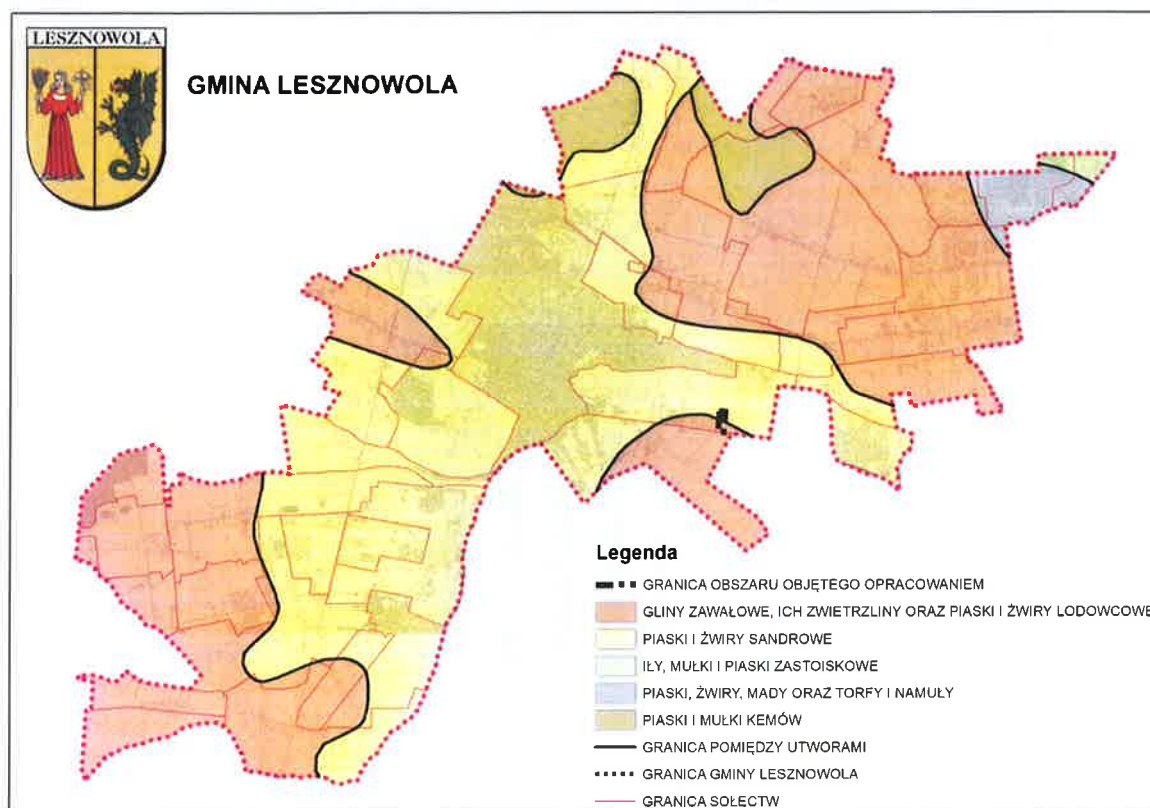 LESZNOWOLA
GMINA LESZNOWOLA
Legenda
GRANICA OBSZARU OBJĘTEGO OPRACOWANIEM
GLINY ZAWAŁOWE, ICH ZWIETRZLINY ORAZ PIASKI I ŻWIRY LODOWCOWE
PIASKI I ŻWIRY SANDROWE
IŁY, MUŁKI I PIASKI ZASTOISKOWE
PIASKI, ŻWIRY, MADY ORAZ TORFY I NAMUŁY
PIASKI I MUŁKI KEMÓW
GRANICA POMIĘDZY UTWORAMI
GRANICA GMINY LESZNOWOLA
GRANICA SOŁECTW